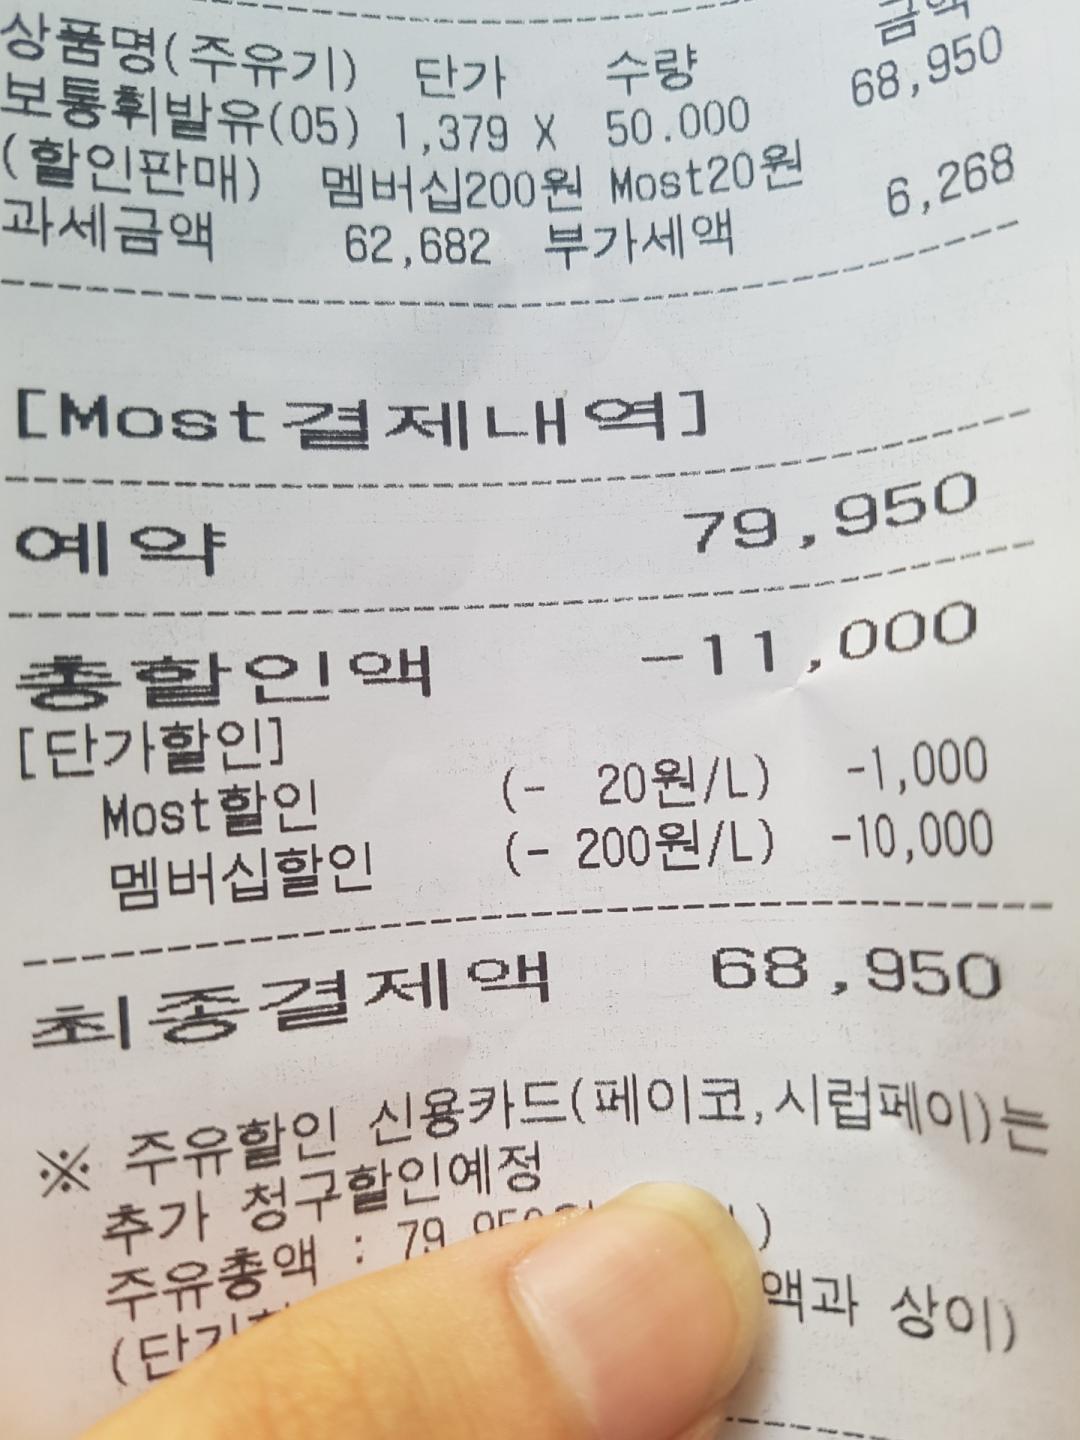 상품명(주유기) 단가 수량 금액
보통휘발유(05) 1,379 X 50.000 68,950
(할인판매) 멤버십200원 Most20원
과세금액 62,682 부가세액 6,268
[Most결제내역]
예약 79,950
총할인액 -11,000
[단가할인]
Most할인 (- 20원/L) -1,000
멤버십할인 (- 200원/L) -10,000
최종결제액 68,950
※ 주유할인 신용카드(페이코,시럽페이)는
추가 청구할인예정
주유총액 : 79,950 )
액과 상이)